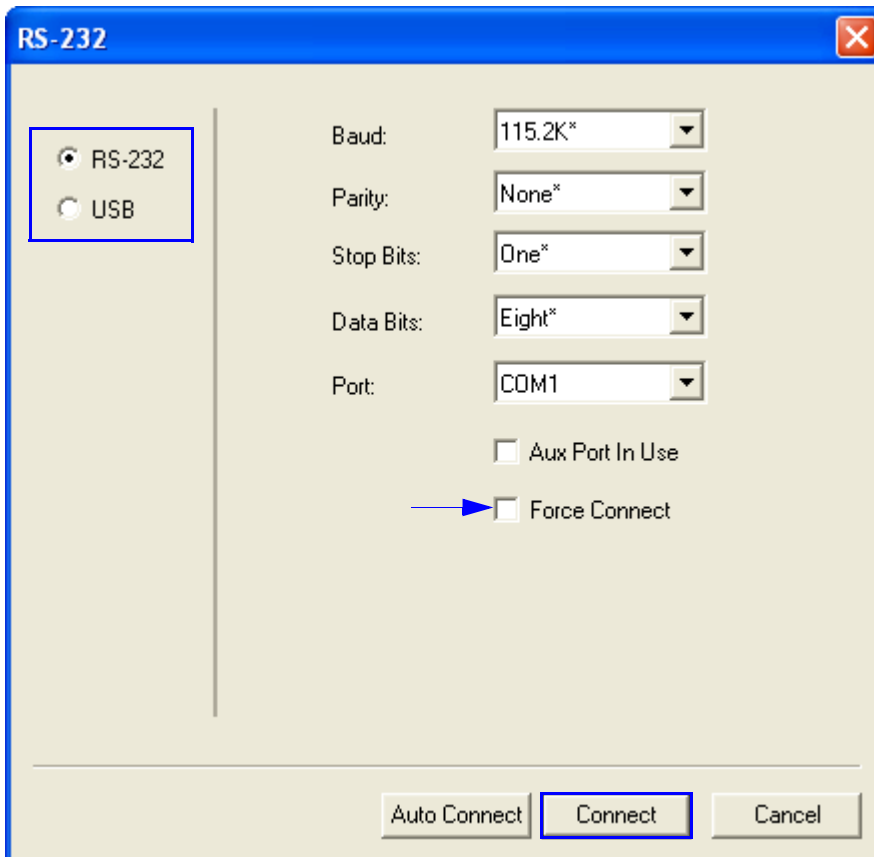 RS-232
RS-232
USB
Baud: 115.2K*
Parity: None*
Stop Bits: One*
Data Bits: Eight*
Port: COM1
Aux Port In Use
Force Connect
Auto Connect Connect Cancel